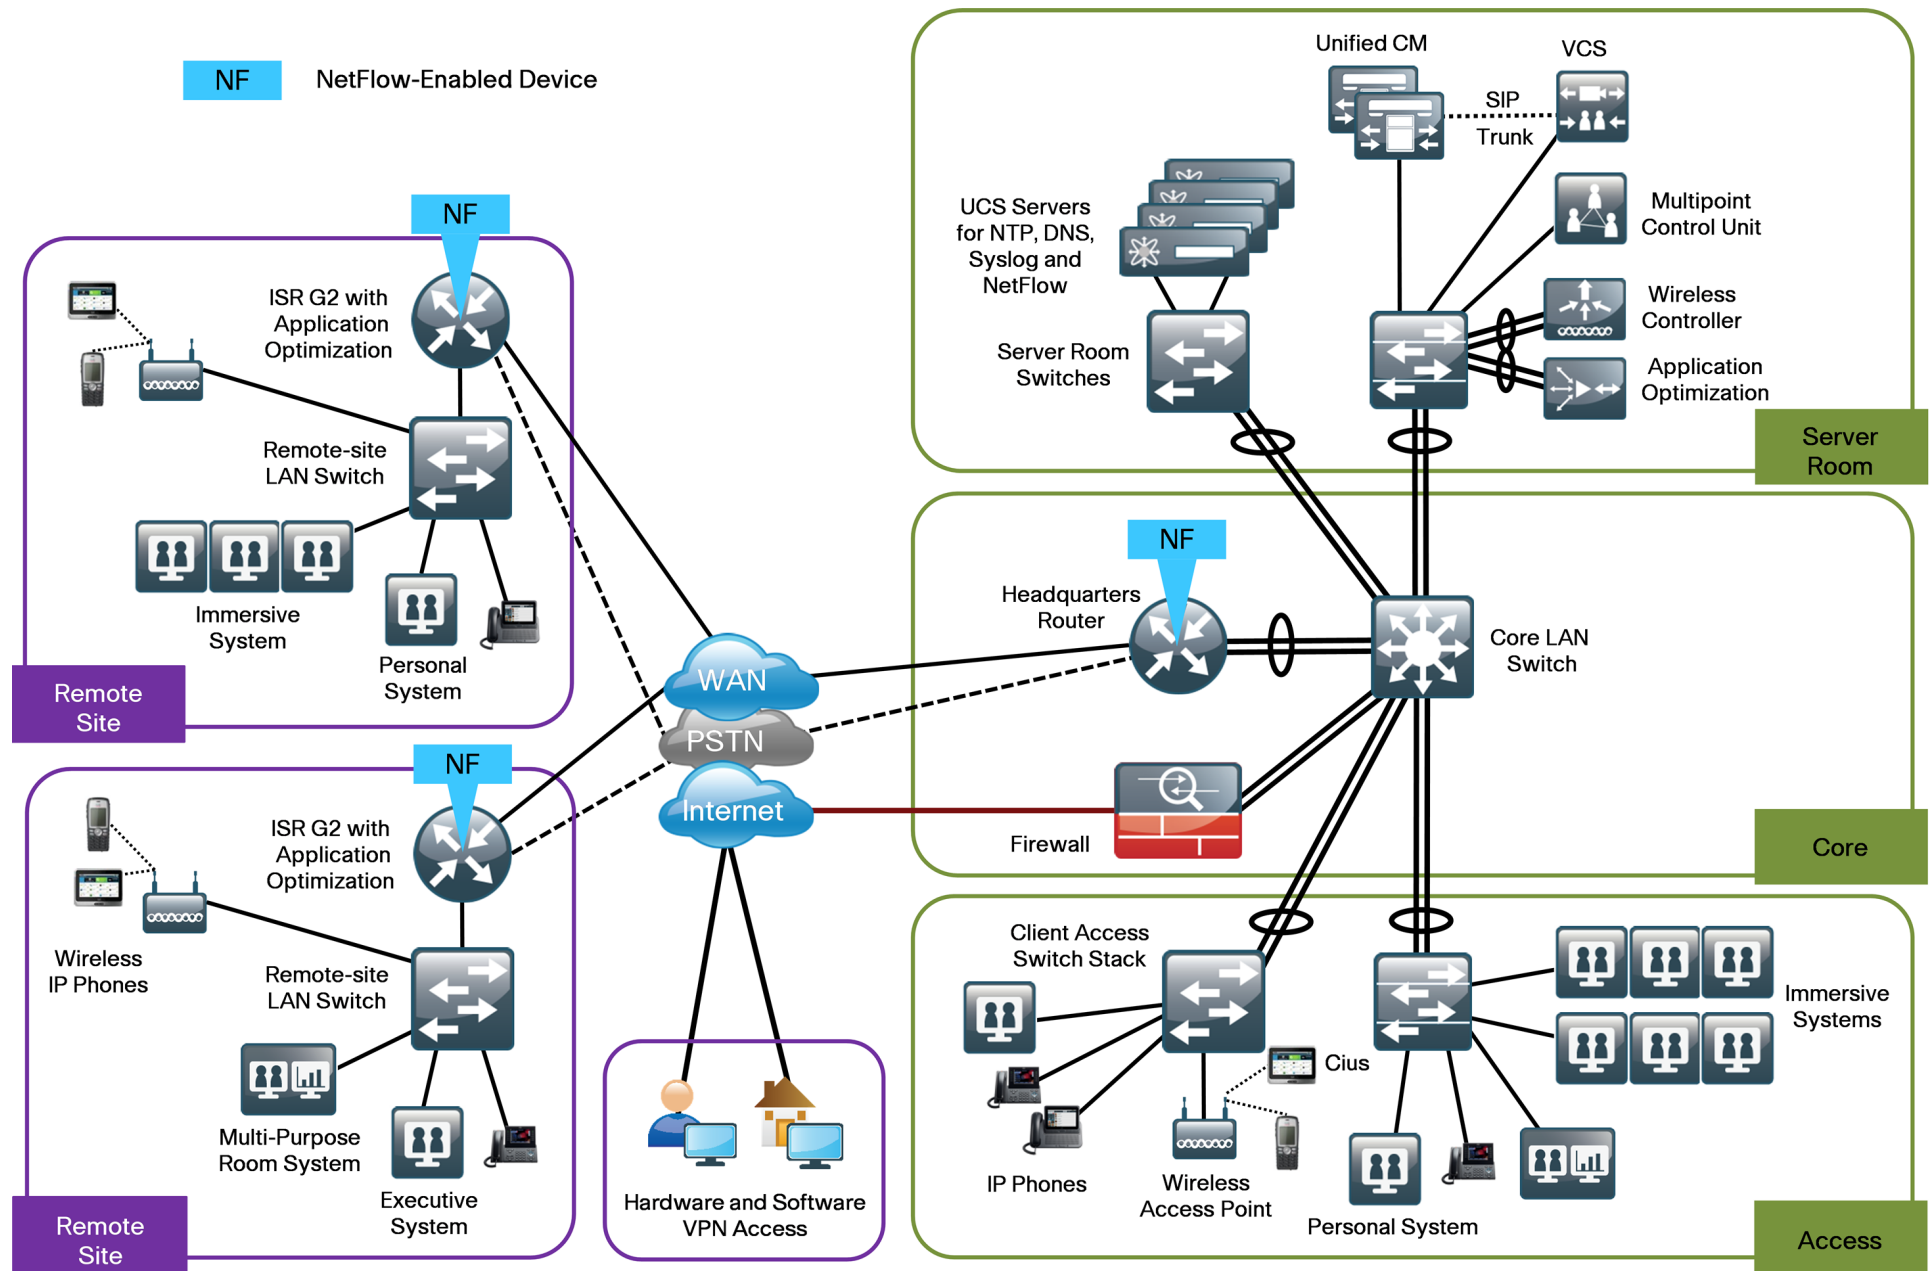 NF
NetFlow-Enabled Device
NF
ISR G2 with
Application
Optimization
Remote-site
LAN Switch
Immersive
System
Personal
System
Remote
Site
NF
ISR G2 with
Application
Optimization
Wireless
IP Phones
Remote-site
LAN Switch
Multi-Purpose
Room System
Executive
System
Remote
Site
WAN
PSTN
Internet
Hardware and Software
VPN Access
Unified CM
VCS
SIP
Trunk
UCS Servers
for NTP, DNS,
Syslog and
NetFlow
Multipoint
Control Unit
Wireless
Controller
Server Room
Switches
Application
Optimization
Server
Room
NF
Headquarters
Router
Core LAN
Switch
Firewall
Core
Client Access
Switch Stack
Immersive
Systems
Cius
IP Phones
Wireless
Access Point
Personal System
Access